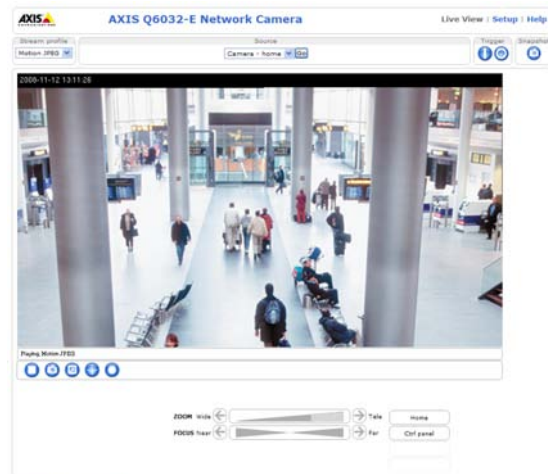 AXIS
AXIS Q6032-E Network Camera
Live View | Setup | Help
Stream profile
Source
Trigger
Snapshot
Motion JPEG
Camera - home
Go
2008-11-12 13:11:26
Playing Motion JPEG
ZOOM Wide
Tele
Home
FOCUS Near
Far
Ctrl panel